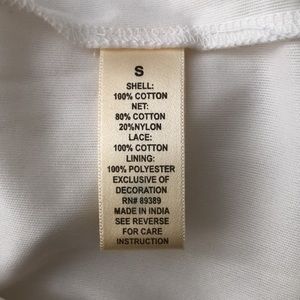 S
SHELL:
100% COTTON
NET:
80% COTTON
20%NYLON
LACE:
100% COTTON
LINING:
100% POLYESTER
EXCLUSIVE OF
DECORATION
RN# 89389
MADE IN INDIA
SEE REVERSE
FOR CARE
INSTRUCTION